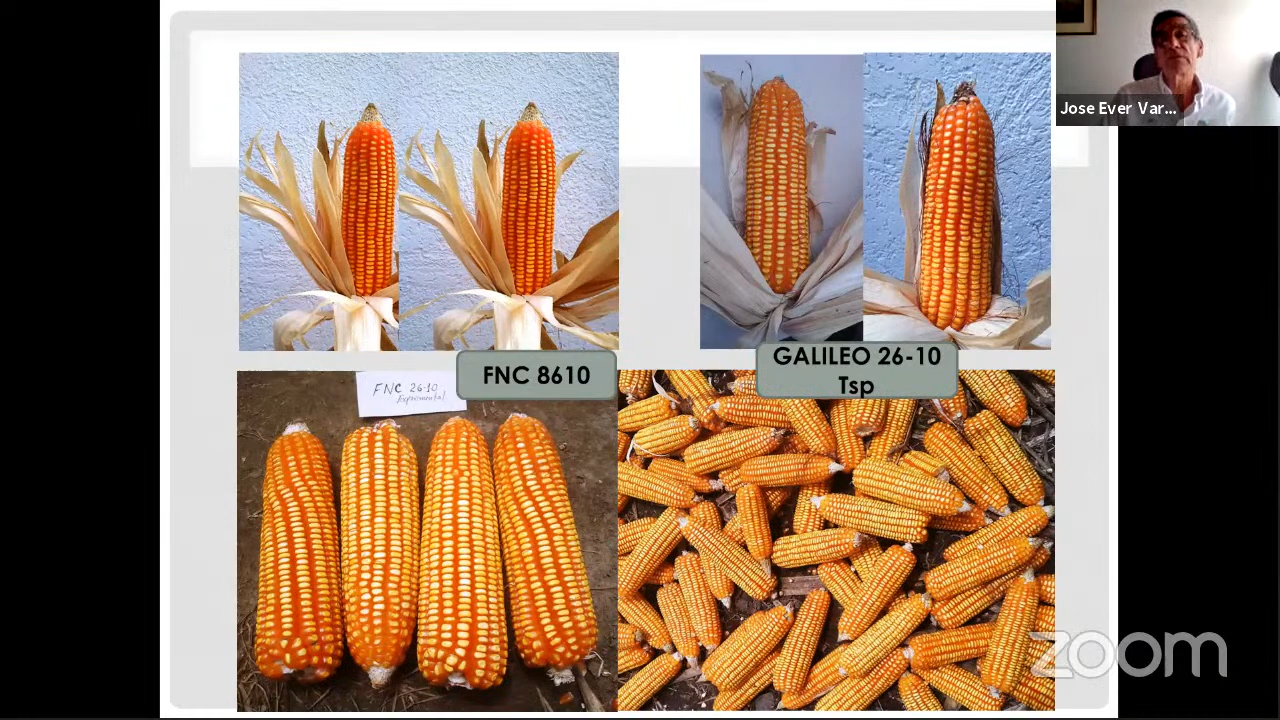 Jose Ever Var...
GALILEO 26-10
Tsp
FNC 8610
FNC 26-10
Experimental
zoom